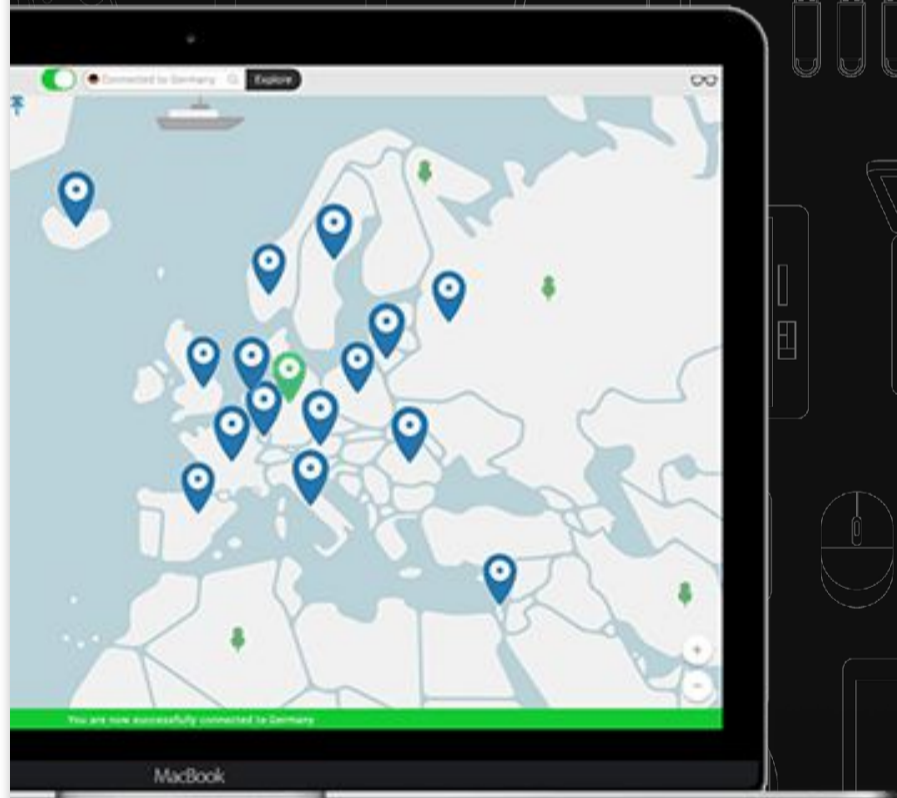 Connected to Germany
Explore
+
−
You are now successfully connected to Germany
MacBook